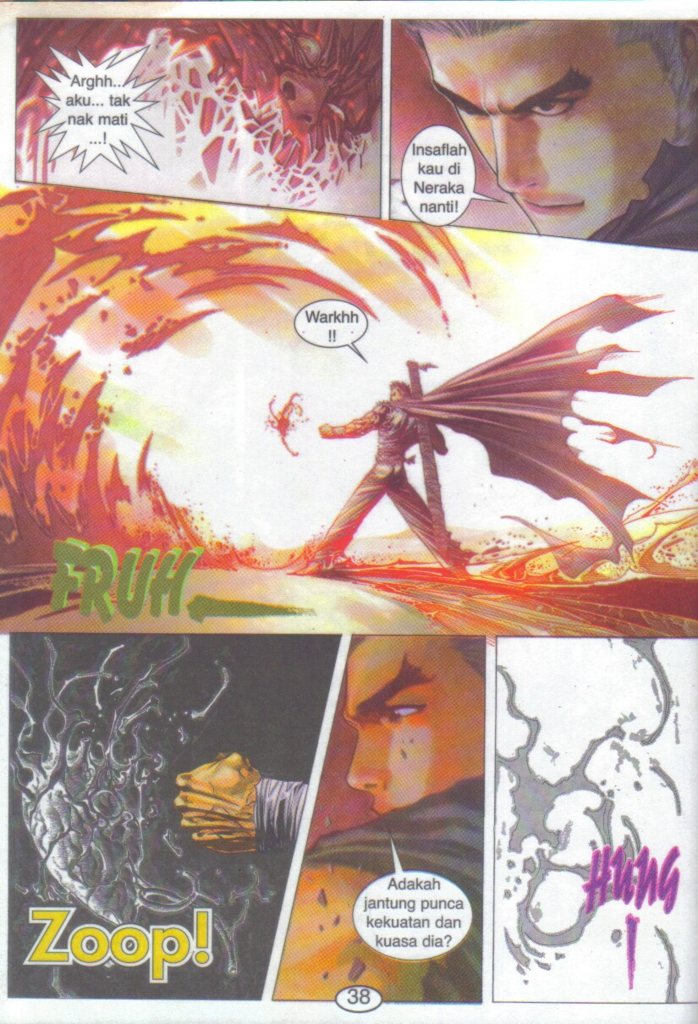 Arghh...
aku... tak
nak mati
...!
Insaflah
kau di
Neraka
nanti!
Warkhh
!!
FRUH
Zoop!
Adakah
jantung punca
kekuatan dan
kuasa dia?
HUNG
!
38